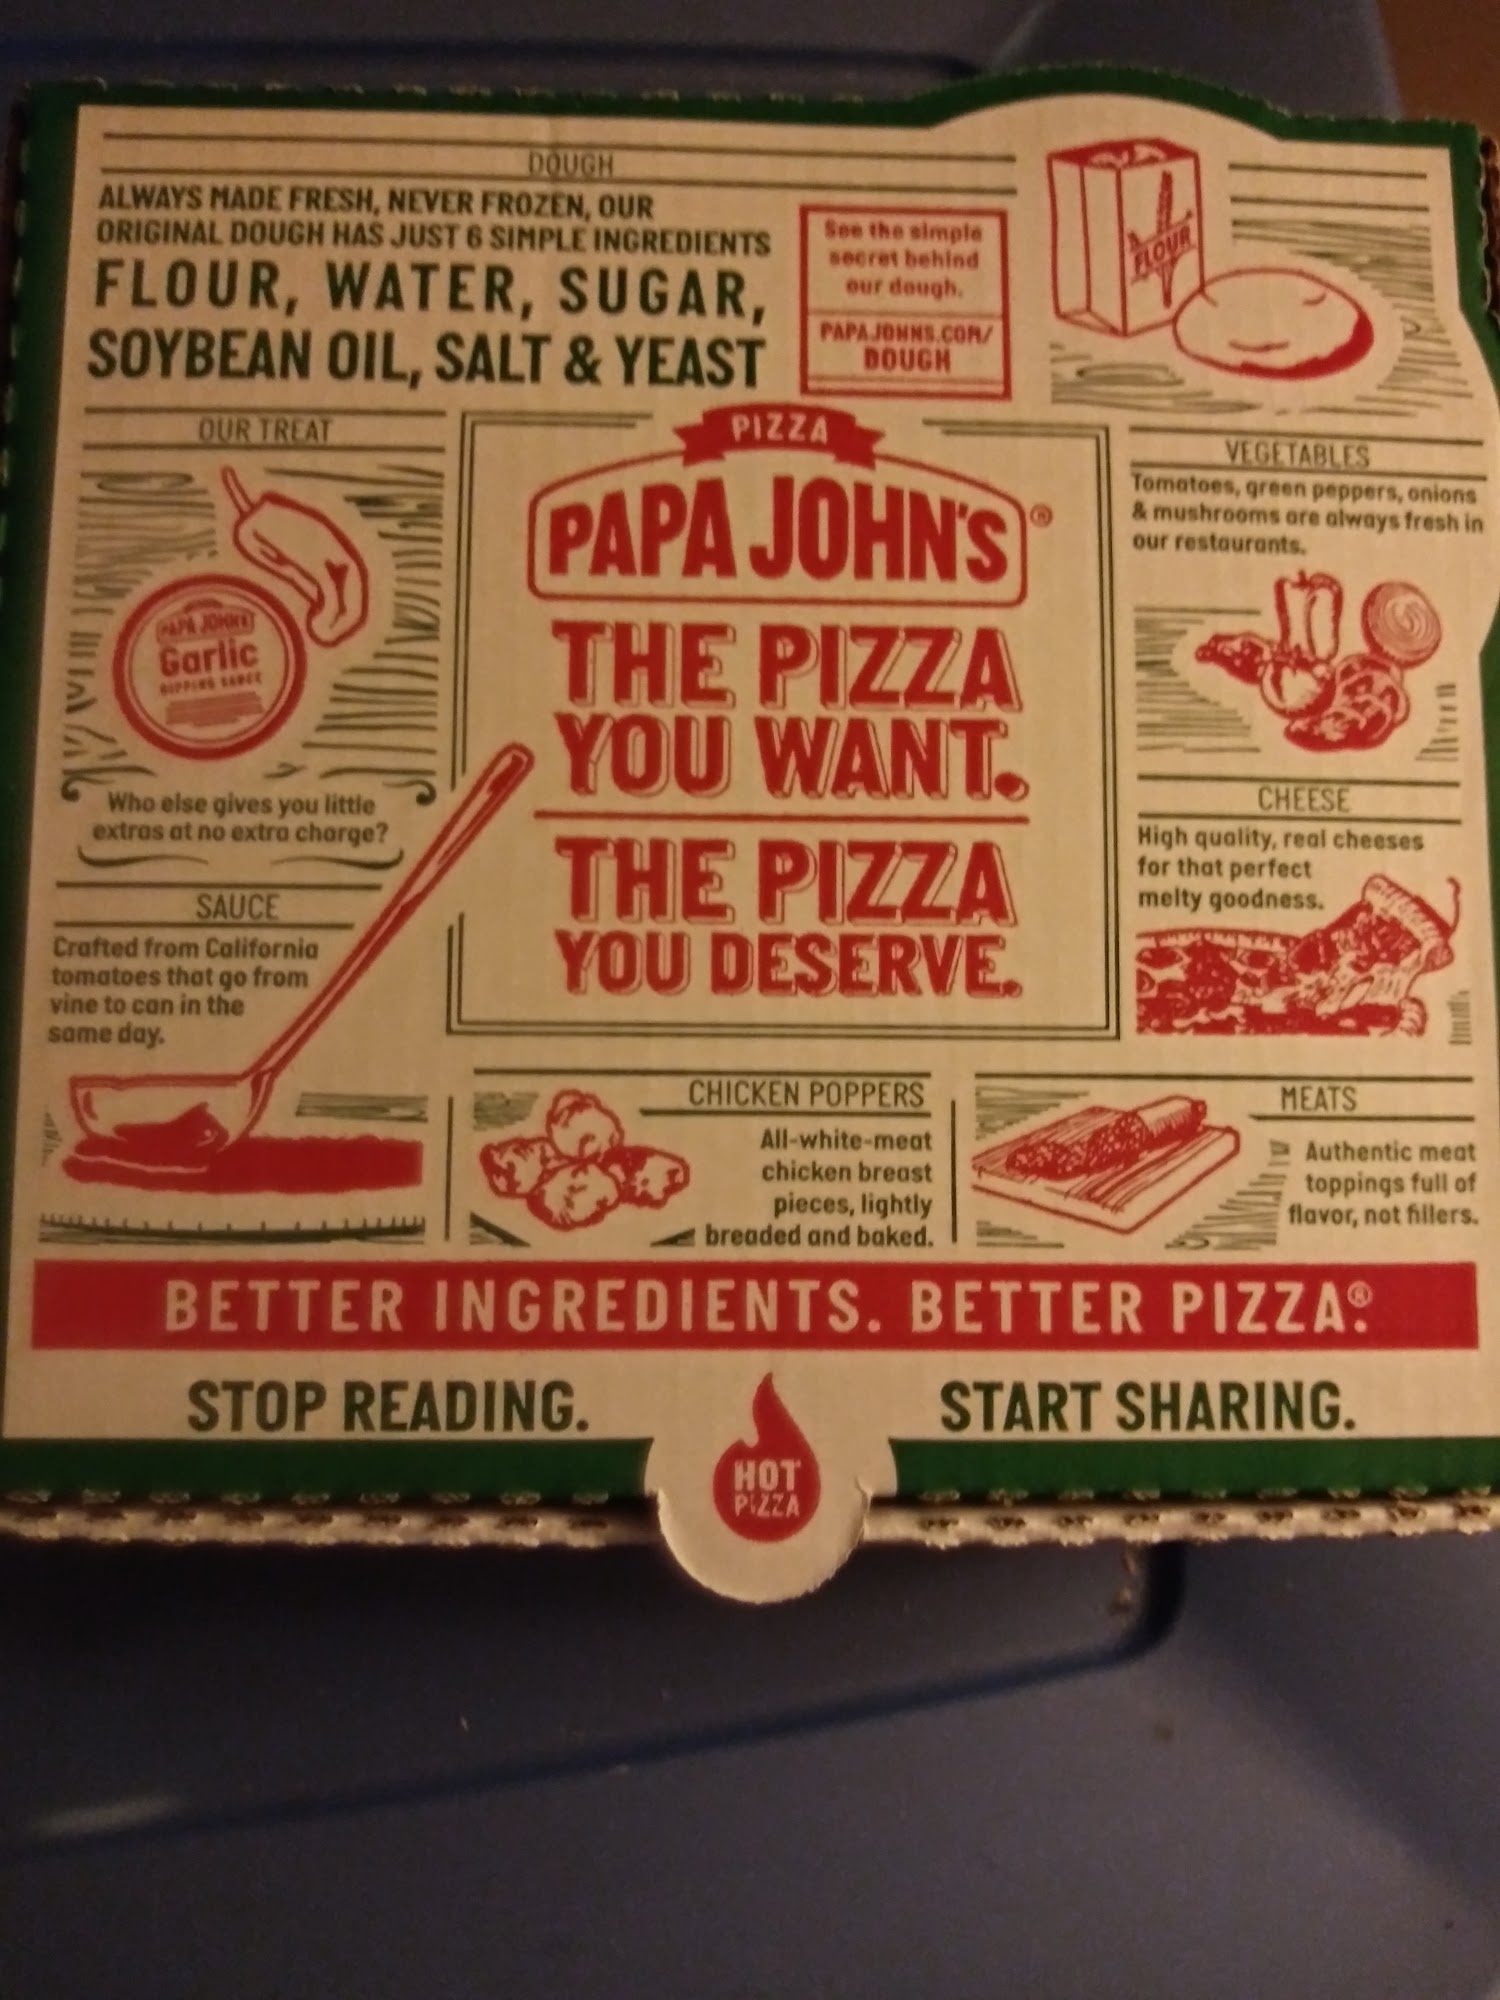 DOUGH
ALWAYS MADE FRESH, NEVER FROZEN, OUR
ORIGINAL DOUGH HAS JUST 6 SIMPLE INGREDIENTS
FLOUR, WATER, SUGAR,
SOYBEAN OIL, SALT & YEAST
See the simple
secret behind
our dough.
PAPAJOHNS.COM/
DOUGH
FLOUR
OUR TREAT
PAPA JOHN'S
Garlic
DIPPING SAUCE
Who else gives you little
extras at no extra charge?
SAUCE
Crafted from California
tomatoes that go from
vine to can in the
same day.
PIZZA
PAPA JOHN'S®
THE PIZZA
YOU WANT.
THE PIZZA
YOU DESERVE.
VEGETABLES
Tomatoes, green peppers, onions
& mushrooms are always fresh in
our restaurants.
CHEESE
High quality, real cheeses
for that perfect
melty goodness.
CHICKEN POPPERS
All-white-meat
chicken breast
pieces, lightly
breaded and baked.
MEATS
Authentic meat
toppings full of
flavor, not fillers.
BETTER INGREDIENTS. BETTER PIZZA.®
STOP READING.
START SHARING.
HOT
PIZZA